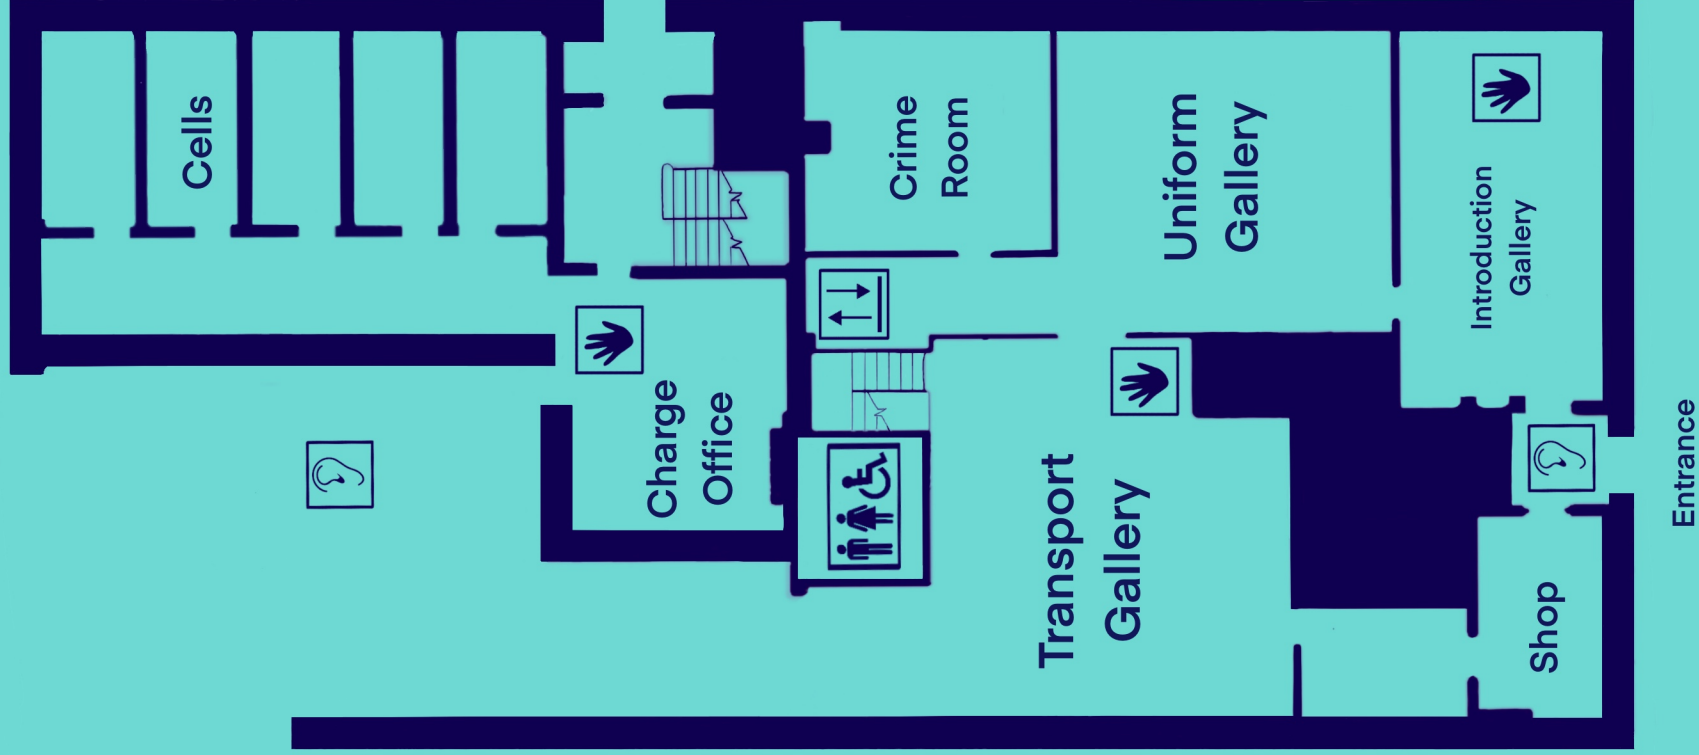 Cells
Charge
Office
Crime
Room
Uniform
Gallery
Introduction
Gallery
Transport
Gallery
Shop
Entrance